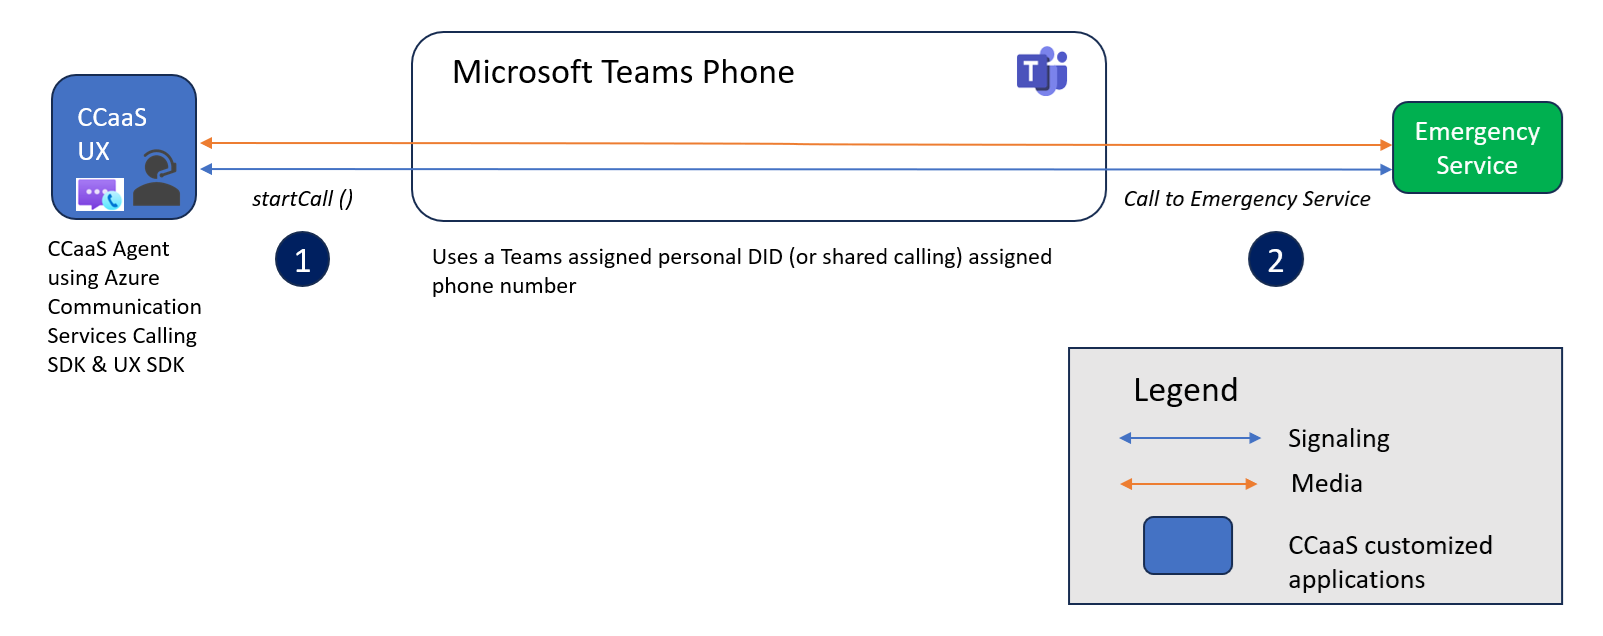 Microsoft Teams Phone
T
CCaaS
UX
Emergency
Service
startCall ()
Call to Emergency Service
1
2
CCaaS Agent
using Azure
Communication
Services Calling
SDK & UX SDK
Uses a Teams assigned personal DID (or shared calling) assigned
phone number
Legend
Signaling
Media
CCaaS customized
applications